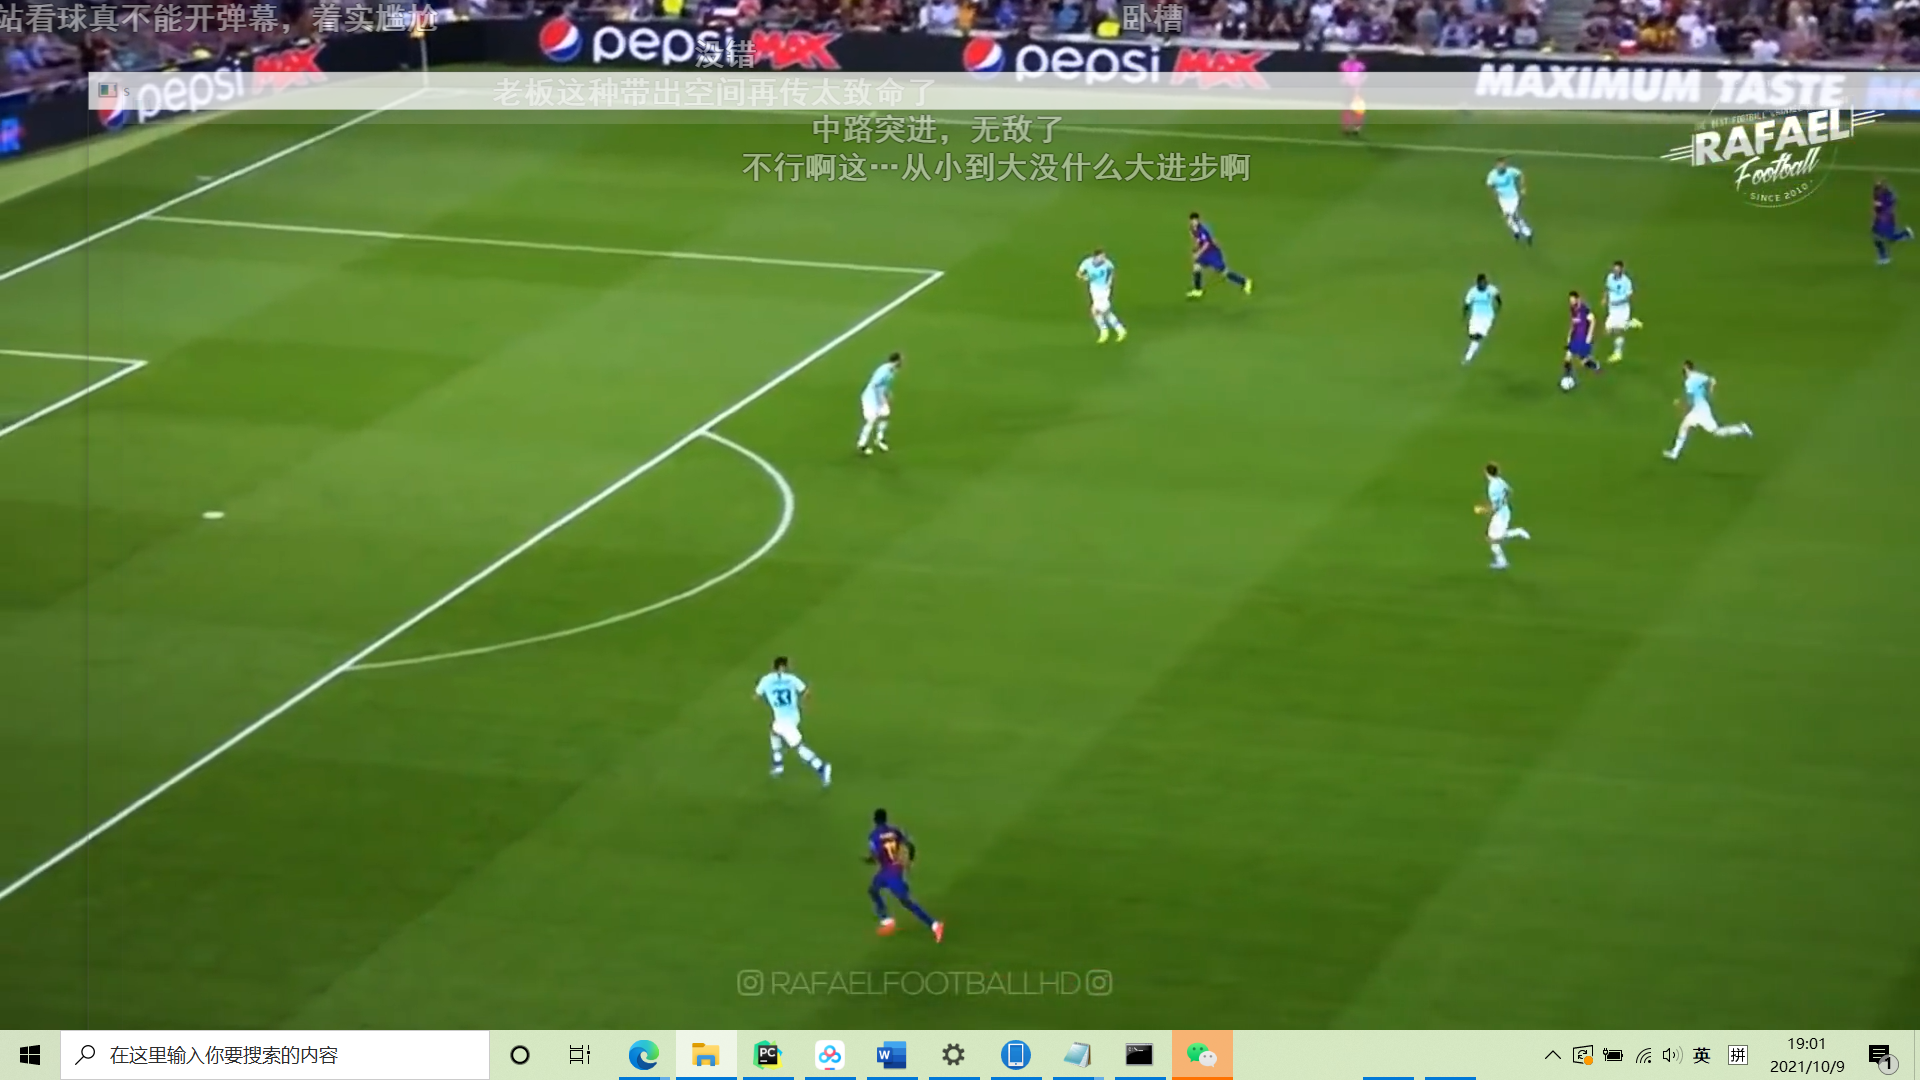 站看球真不能开弹幕，着实尴尬
卧槽
没错
pepsi MAX
pepsi MAX
pepsi MAX
s
老板这种带出空间再传太致命了
MAXIMUM TASTE
中路突进，无敌了
RAFAEL
Football
SINCE 2010
不行啊这…从小到大没什么大进步啊
33
RAFAELFOOTBALLHD
在这里输入你要搜索的内容
PC
W
英
拼
19:01
2021/10/9
1